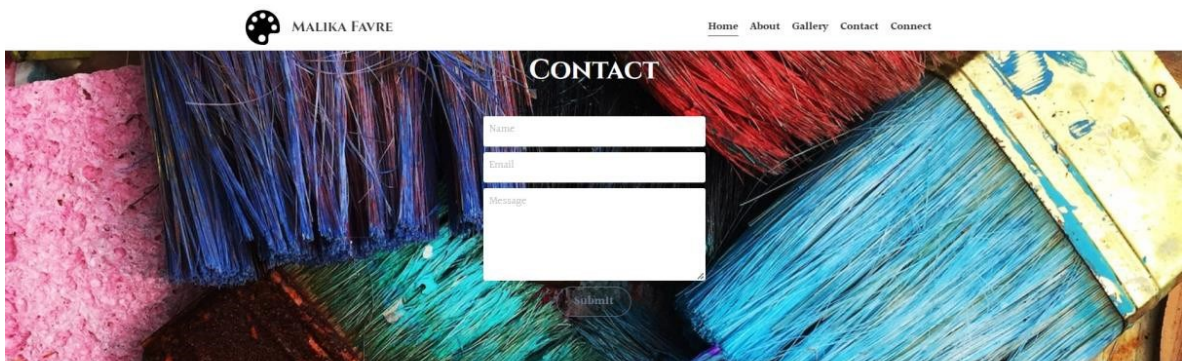 MALIKA FAVRE
Home About Gallery Contact Connect
CONTACT
Name
Email
Message
Submit